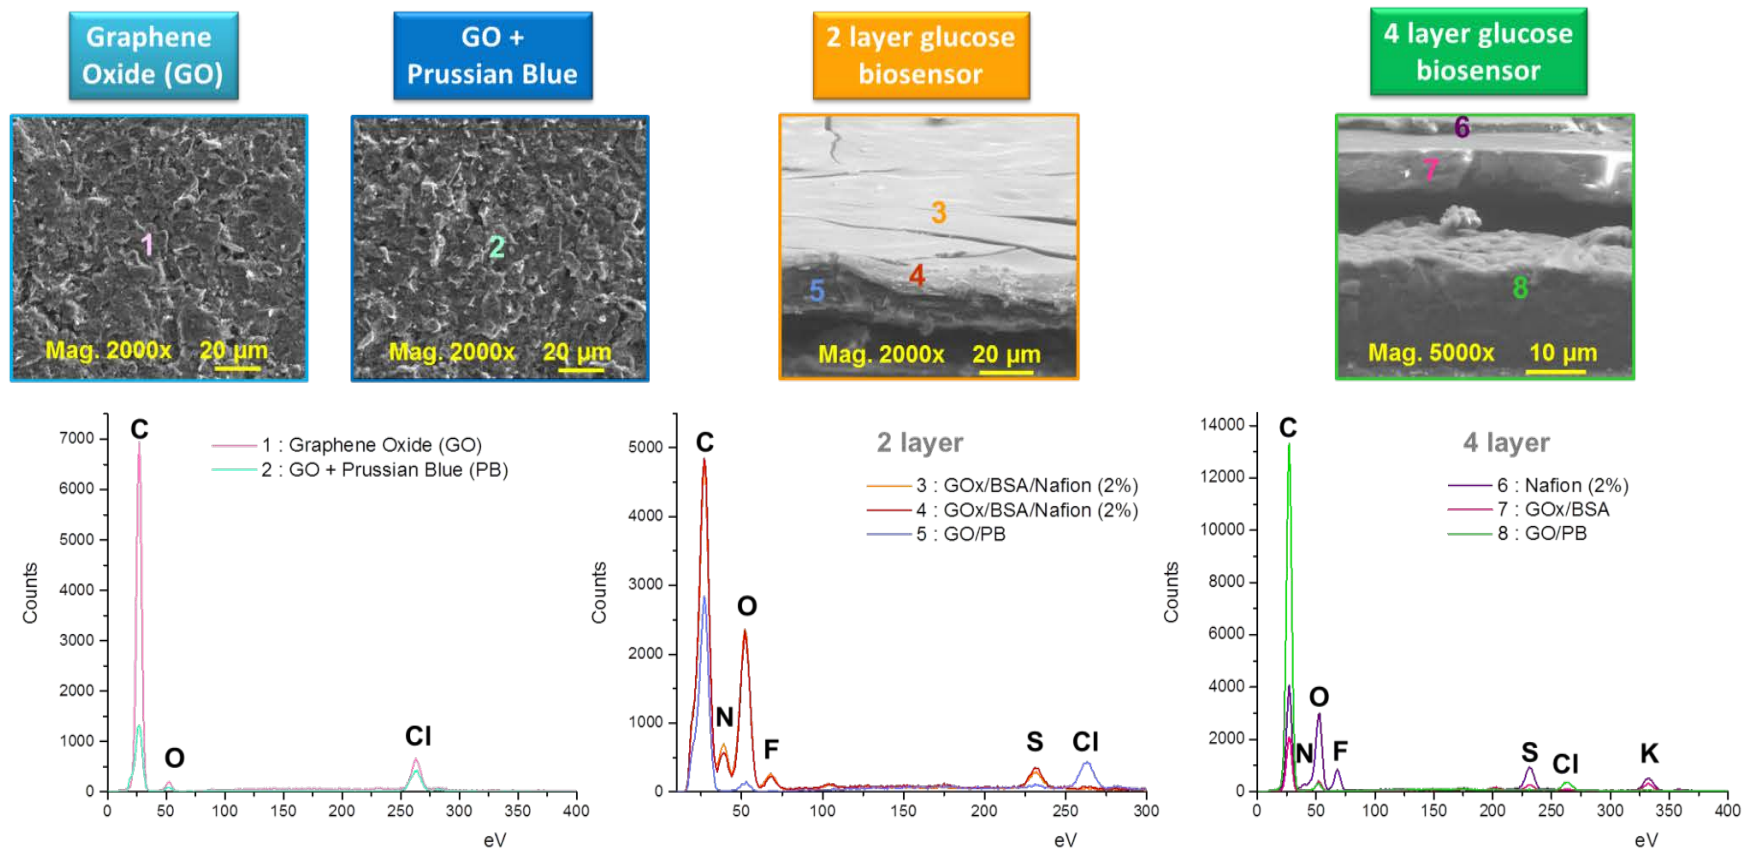 Graphene
Oxide (GO)
GO +
Prussian Blue
2 layer glucose
biosensor
4 layer glucose
biosensor
1
Mag. 2000x 20 µm
2
Mag. 2000x 20 µm
3
4
5
Mag. 2000x 20 µm
6
7
8
Mag. 5000x 10 µm
C
O
Cl
1 : Graphene Oxide (GO)
2 : GO + Prussian Blue (PB)
7000
6000
5000
4000
3000
2000
1000
0
Counts
0 50 100 150 200 250 300 350 400
eV
2 layer
C
N
O
F
S
Cl
3 : GOx/BSA/Nafion (2%)
4 : GOx/BSA/Nafion (2%)
5 : GO/PB
5000
4000
3000
2000
1000
0
Counts
50 100 150 200 250 300
eV
4 layer
C
N
O
F
S
Cl
K
6 : Nafion (2%)
7 : GOx/BSA
8 : GO/PB
14000
12000
10000
8000
6000
4000
2000
0
Counts
0 50 100 150 200 250 300 350 400
eV